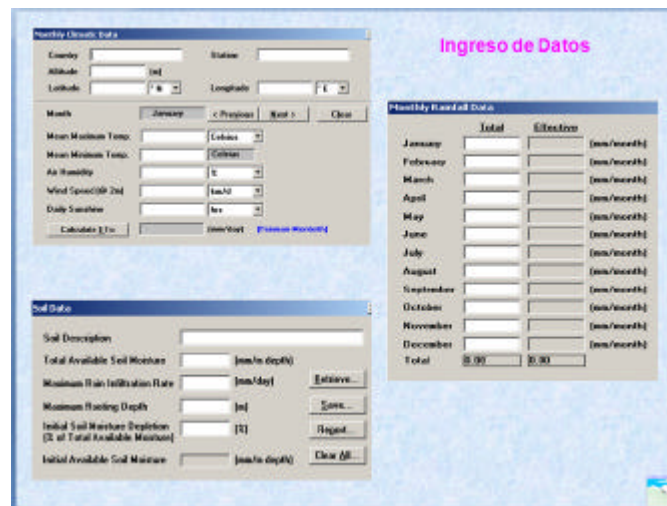 Ingreso de Datos
Monthly Climatic Data
Country
Station
Altitude [m]
Latitude ° N
Longitude ° E
Month January < Previous Next > Clear
Mean Maximum Temp. Celsius
Mean Minimum Temp. Celsius
Air Humidity %
Wind Speed (@ 2m) km/d
Daily Sunshine hrs
Calculate ETo (mm/day) (Penman-Monteith)
Monthly Rainfall Data
Total Effective
January (mm/month)
February (mm/month)
March (mm/month)
April (mm/month)
May (mm/month)
June (mm/month)
July (mm/month)
August (mm/month)
September (mm/month)
October (mm/month)
November (mm/month)
December (mm/month)
Total 0.00 0.00
Soil Data
Soil Description
Total Available Soil Moisture (mm/m depth)
Maximum Rain Infiltration Rate (mm/day) Retrieve...
Maximum Rooting Depth [m] Save...
Initial Soil Moisture Depletion
(% of Total Available Moisture) [%] Report...
Initial Available Soil Moisture (mm/m depth) Clear All...